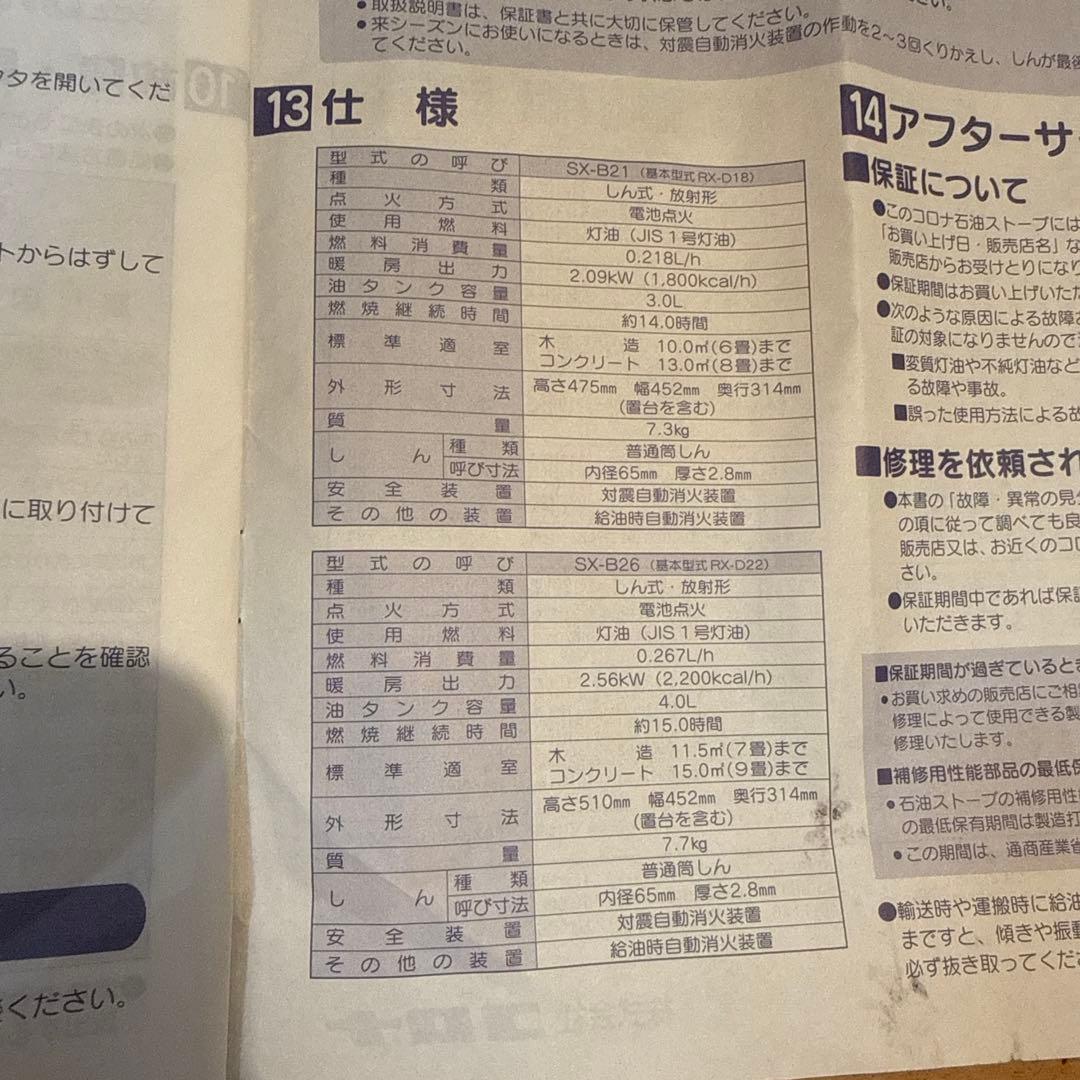 ●取扱説明書は、保証書と共に大切に保管してください。
●来シーズンにお使いになるときは、対震自動消火装置の作動を2〜3回くりかえし、しんが最後
てください。
タを開いてくだ
トからはずして
に取り付けて
ることを確認
い。
ください。
13 仕様
型式の呼び SX-B21（基本型式 RX-D18）
種類 しん式・放射形
点火方式 電池点火
使用燃料 灯油（JIS１号灯油）
燃料消費量 0.218L/h
暖房出力 2.09kW（1,800kcal/h）
油タンク容量 3.0L
燃焼継続時間 約14.0時間
標準適室 木造 10.0㎡(６畳)まで
コンクリート 13.0㎡(８畳)まで
外形寸法 高さ475㎜ 幅452㎜ 奥行314㎜
(置台を含む)
質量 7.3㎏
しん 種類 普通筒しん
呼び寸法 内径65㎜ 厚さ2.8㎜
安全装置 対震自動消火装置
その他の装置 給油時自動消火装置
型式の呼び SX-B26（基本型式 RX-D22）
種類 しん式・放射形
点火方式 電池点火
使用燃料 灯油（JIS１号灯油）
燃料消費量 0.267L/h
暖房出力 2.56kW（2,200kcal/h）
油タンク容量 4.0L
燃焼継続時間 約15.0時間
標準適室 木造 11.5㎡(７畳)まで
コンクリート 15.0㎡(９畳)まで
外形寸法 高さ510㎜ 幅452㎜ 奥行314㎜
(置台を含む)
質量 7.7㎏
しん 種類 普通筒しん
呼び寸法 内径65㎜ 厚さ2.8㎜
安全装置 対震自動消火装置
その他の装置 給油時自動消火装置
14 アフターサ
■保証について
●このコロナ石油ストーブには
「お買い上げ日・販売店名」な
販売店からお受けとりになり
●保証期間はお買い上げいただ
●次のような原因による故障お
証の対象になりませんので
■変質灯油や不純灯油など
る故障や事故。
■誤った使用方法による故
■修理を依頼され
●本書の「故障・異常の見分
の項に従って調べても良
販売店又は、お近くのコロ
さい。
●保証期間中であれば保証
いただきます。
■保証期間が過ぎているとき
●お買い求めの販売店にご相
修理によって使用できる製
修理いたします。
■補修用性能部品の最低保
●石油ストーブの補修用性能
の最低保有期間は製造打
●この期間は、通商産業省
●輸送時や運搬時に給油
まですと、傾きや振動
必ず抜き取ってくださ